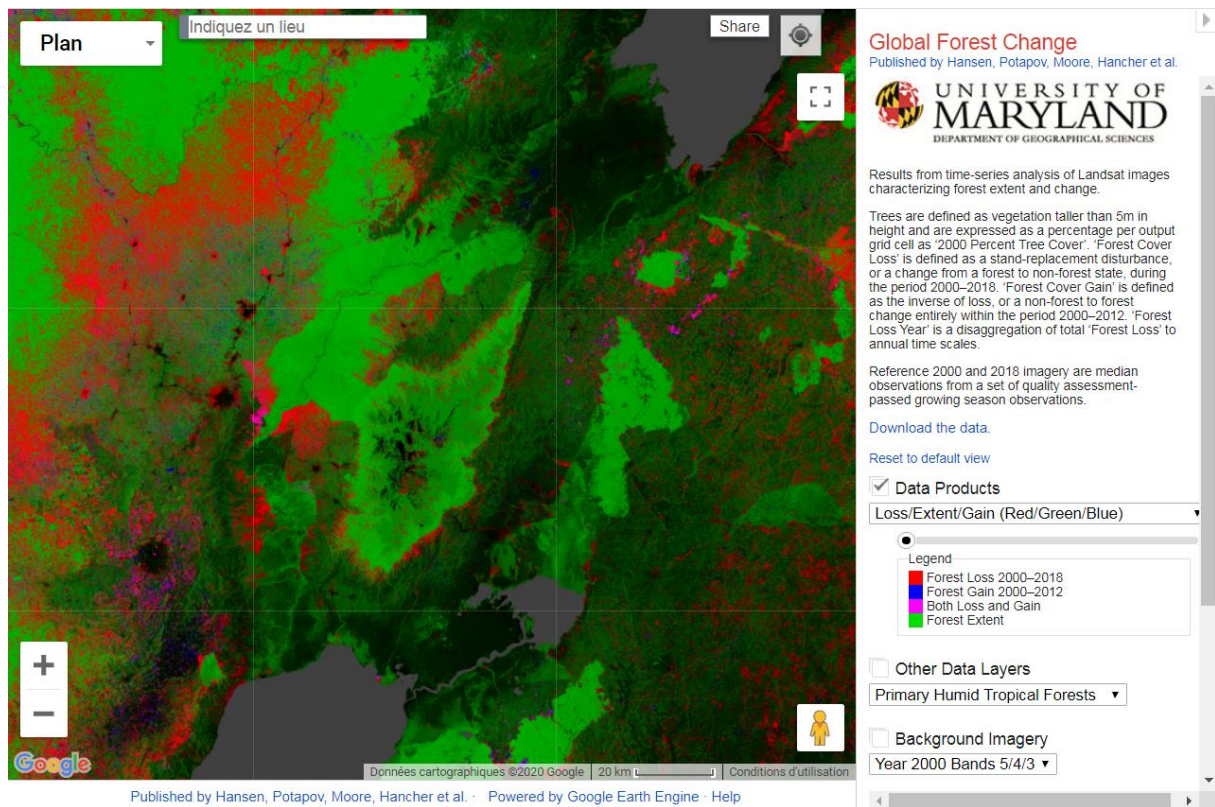 Plan
Indiquez un lieu
Share
Google
Données cartographiques ©2020 Google
20 km
Conditions d'utilisation
Published by Hansen, Potapov, Moore, Hancher et al. · Powered by Google Earth Engine · Help
Global Forest Change
Published by Hansen, Potapov, Moore, Hancher et al.
UNIVERSITY OF
MARYLAND
DEPARTMENT OF GEOGRAPHICAL SCIENCES
Results from time-series analysis of Landsat images
characterizing forest extent and change.
Trees are defined as vegetation taller than 5m in
height and are expressed as a percentage per output
grid cell as '2000 Percent Tree Cover'. 'Forest Cover
Loss' is defined as a stand-replacement disturbance,
or a change from a forest to non-forest state, during
the period 2000–2018. 'Forest Cover Gain' is defined
as the inverse of loss, or a non-forest to forest
change entirely within the period 2000–2012. 'Forest
Loss Year' is a disaggregation of total 'Forest Loss' to
annual time scales.
Reference 2000 and 2018 imagery are median
observations from a set of quality assessment-
passed growing season observations.
Download the data.
Reset to default view
Data Products
Loss/Extent/Gain (Red/Green/Blue)
Legend
Forest Loss 2000–2018
Forest Gain 2000–2012
Both Loss and Gain
Forest Extent
Other Data Layers
Primary Humid Tropical Forests
Background Imagery
Year 2000 Bands 5/4/3